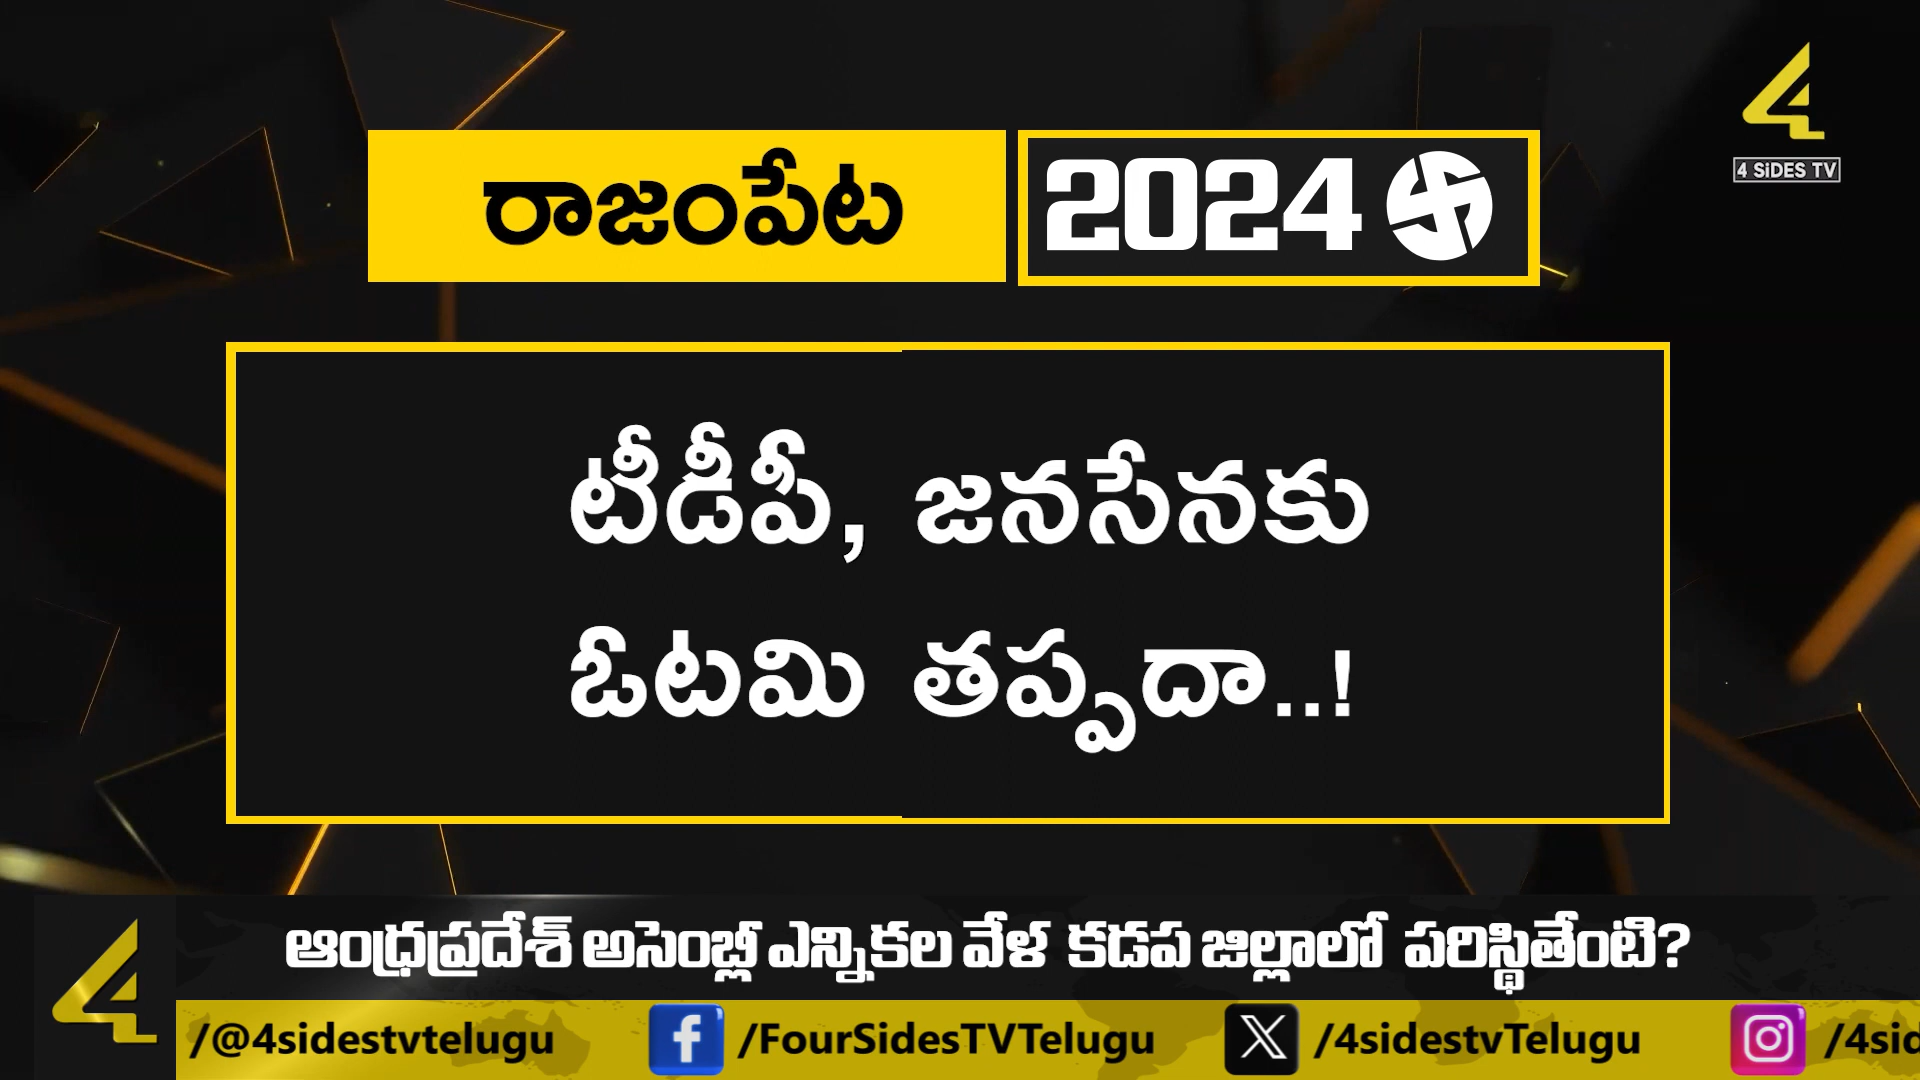 4 SiDES TV
రాజంపేట 2024
టీడీపీ, జనసేనకు
ఓటమి తప్పదా..!
ఆంధ్రప్రదేశ్ అసెంబ్లీ ఎన్నికల వేళ కడప జిల్లాలో పరిస్థితేంటి?
/@4sidestvtelugu /FourSidesTVTelugu /4sidestvTelugu /4sid